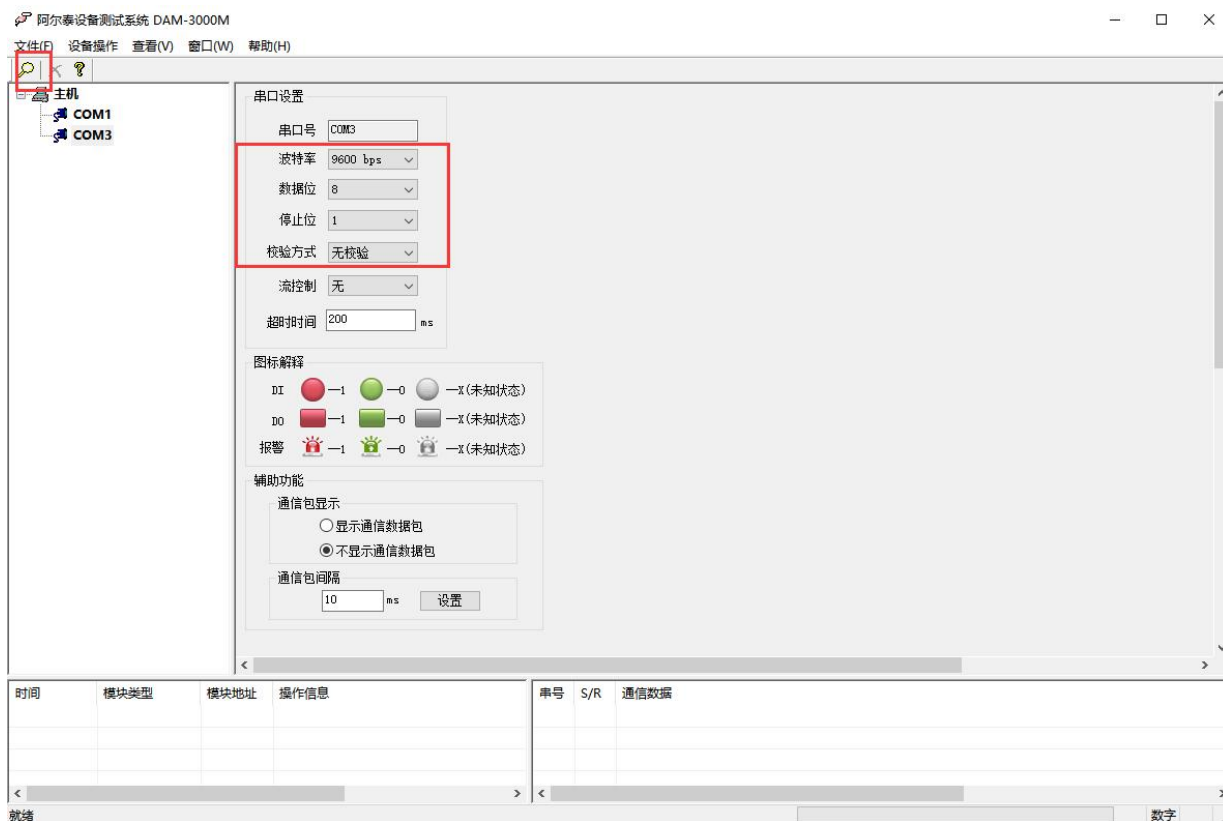 阿尔泰设备测试系统 DAM-3000M
文件(F) 设备操作 查看(V) 窗口(W) 帮助(H)
主机
COM1
COM3
串口设置
串口号 COM3
波特率 9600 bps
数据位 8
停止位 1
校验方式 无校验
流控制 无
超时时间 200 ms
图标解释
DI —1 —0 —X(未知状态)
DO —1 —0 —X(未知状态)
报警 —1 —0 —X(未知状态)
辅助功能
通信包显示
显示通信数据包
不显示通信数据包
通信包间隔
10 ms 设置
时间 模块类型 模块地址 操作信息
串号 S/R 通信数据
就绪 数字